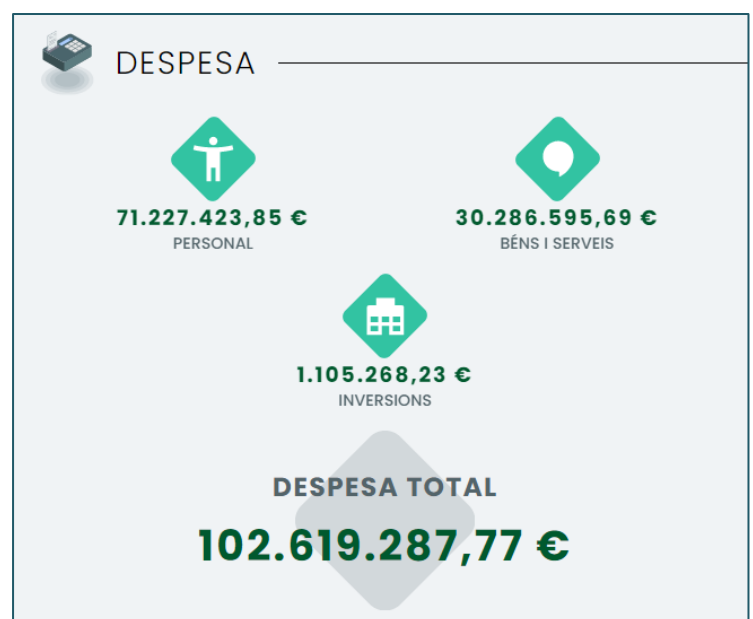 DESPESA
71.227.423,85 €
PERSONAL
30.286.595,69 €
BÉNS I SERVEIS
1.105.268,23 €
INVERSIONS
DESPESA TOTAL
102.619.287,77 €